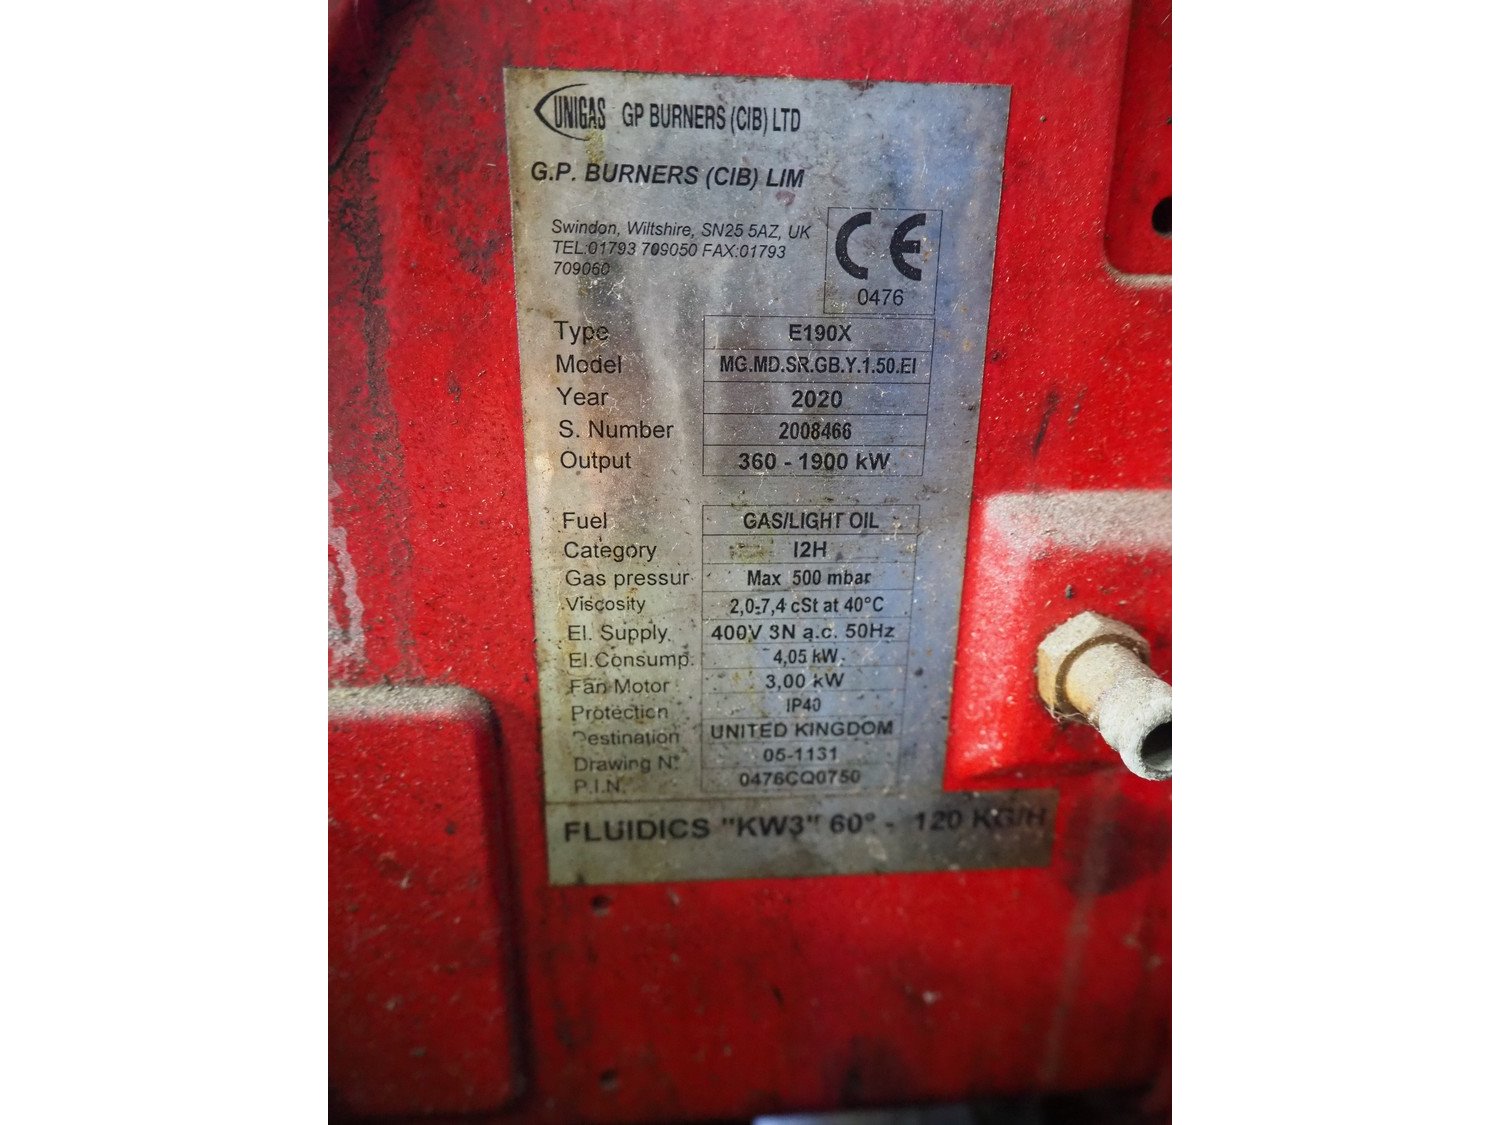 UNIGAS GP BURNERS (CIB) LTD
G.P. BURNERS (CIB) LIM
Swindon, Wiltshire, SN25 5AZ, UK
TEL:01793 709050 FAX:01793
709060
CE
0476
Type E190X
Model MG.MD.SR.GB.Y.1.50.EI
Year 2020
S. Number 2008466
Output 360 - 1900 kW
Fuel GAS/LIGHT OIL
Category I2H
Gas pressur Max 500 mbar
Viscosity 2,0-7,4 cSt at 40°C
El. Supply. 400V 3N a.c. 50Hz
El.Consump. 4,05 kW
Fan Motor 3,00 kW
Protection IP40
Destination UNITED KINGDOM
Drawing N. 05-1131
P.I.N. 0476CQ0750
FLUIDICS "KW3" 60° - 120 KG/H